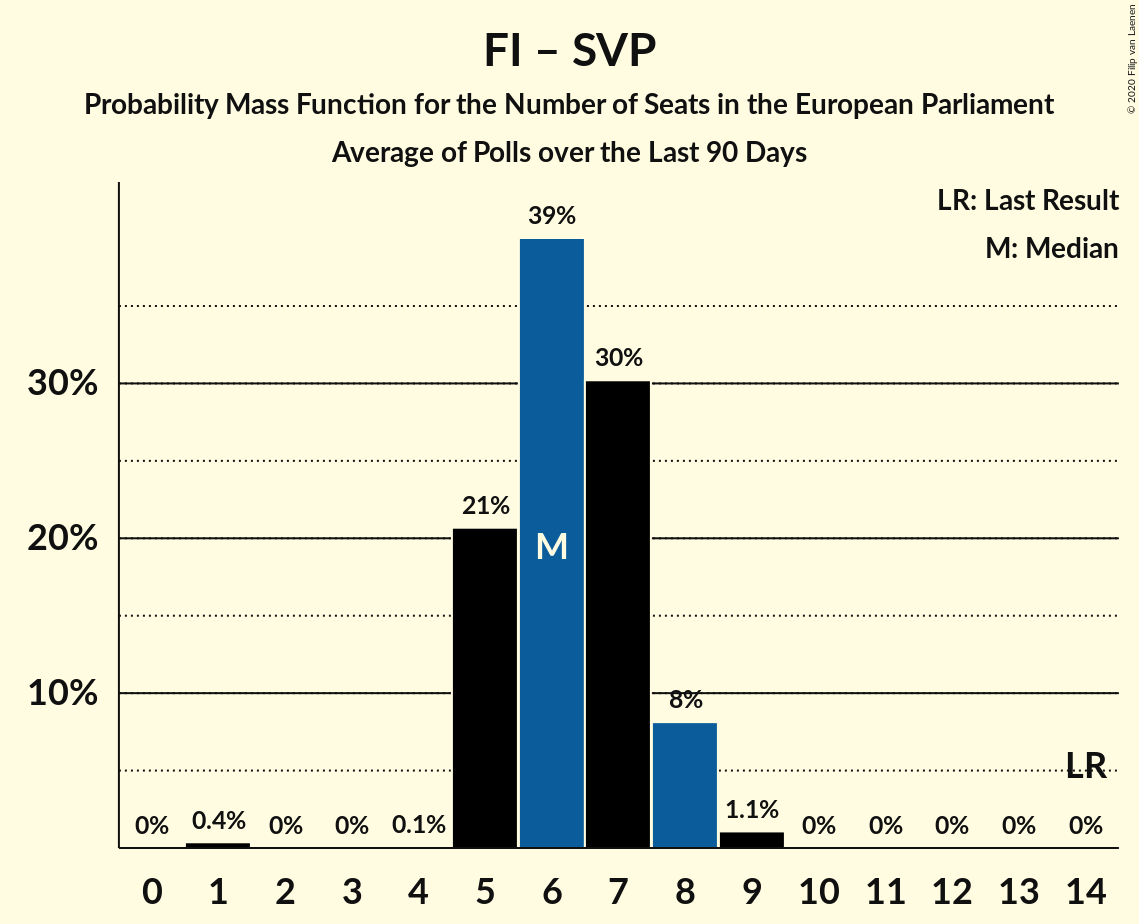 FI – SVP
Probability Mass Function for the Number of Seats in the European Parliament
Average of Polls over the Last 90 Days
© 2020 Filip van Laenen
LR: Last Result
M: Median
39%
30%
30%
21%
20%
M
10%
8%
LR
0%
0.4%
0%
0%
0.1%
1.1%
0%
0%
0%
0%
0%
0 1 2 3 4 5 6 7 8 9 10 11 12 13 14